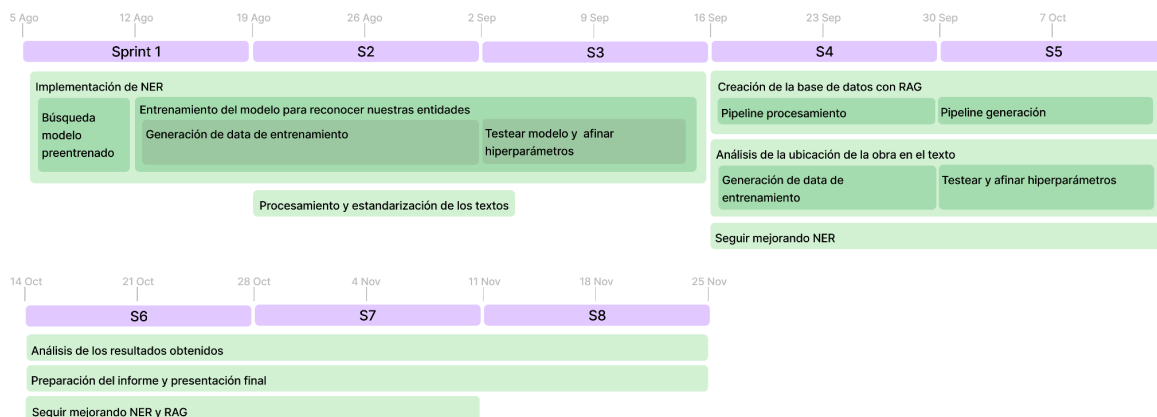 5 Ago 12 Ago 19 Ago 26 Ago 2 Sep 9 Sep 16 Sep 23 Sep 30 Sep 7 Oct
Sprint 1 S2 S3 S4 S5
Implementación de NER
Búsqueda
modelo
preentrenado
Entrenamiento del modelo para reconocer nuestras entidades
Generación de data de entrenamiento
Testear modelo y afinar
hiperparámetros
Procesamiento y estandarización de los textos
Creación de la base de datos con RAG
Pipeline procesamiento
Pipeline generación
Análisis de la ubicación de la obra en el texto
Generación de data de
entrenamiento
Testear y afinar hiperparámetros
Seguir mejorando NER
14 Oct 21 Oct 28 Oct 4 Nov 11 Nov 18 Nov 25 Nov
S6 S7 S8
Análisis de los resultados obtenidos
Preparación del informe y presentación final
Seguir mejorando NER y RAG